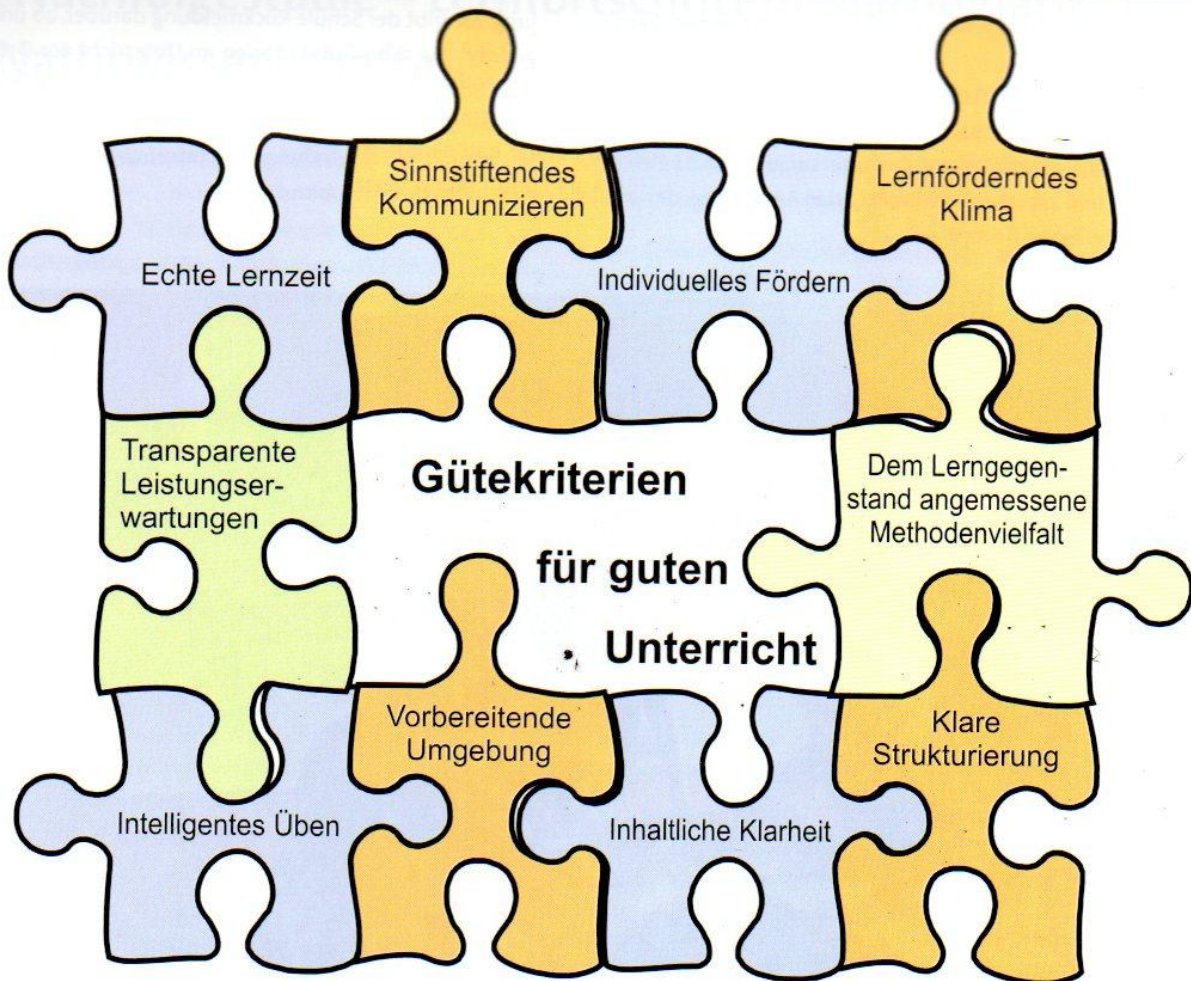 Echte Lernzeit
Sinnstiftendes
Kommunizieren
Individuelles Fördern
Lernförderndes
Klima
Transparente
Leistungser-
wartungen
Gütekriterien
für guten
Unterricht
Dem Lerngegen-
stand angemessene
Methodenvielfalt
Intelligentes Üben
Vorbereitende
Umgebung
Inhaltliche Klarheit
Klare
Strukturierung